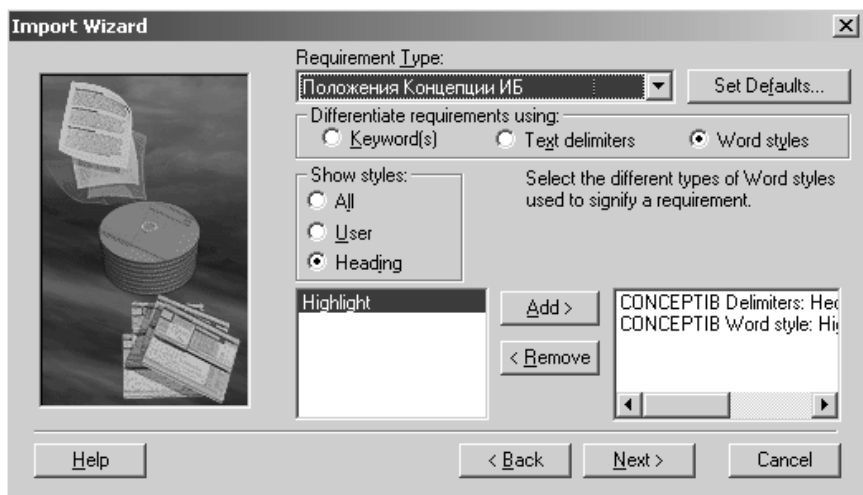 Import Wizard
Requirement Type:
Положения Концепции ИБ
Set Defaults...
Differentiate requirements using:
Keyword(s)
Text delimiters
Word styles
Show styles:
All
User
Heading
Select the different types of Word styles
used to signify a requirement.
Highlight
Add >
< Remove
CONCEPTIB Delimiters: Hec
CONCEPTIB Word style: Hi
Help
< Back
Next >
Cancel